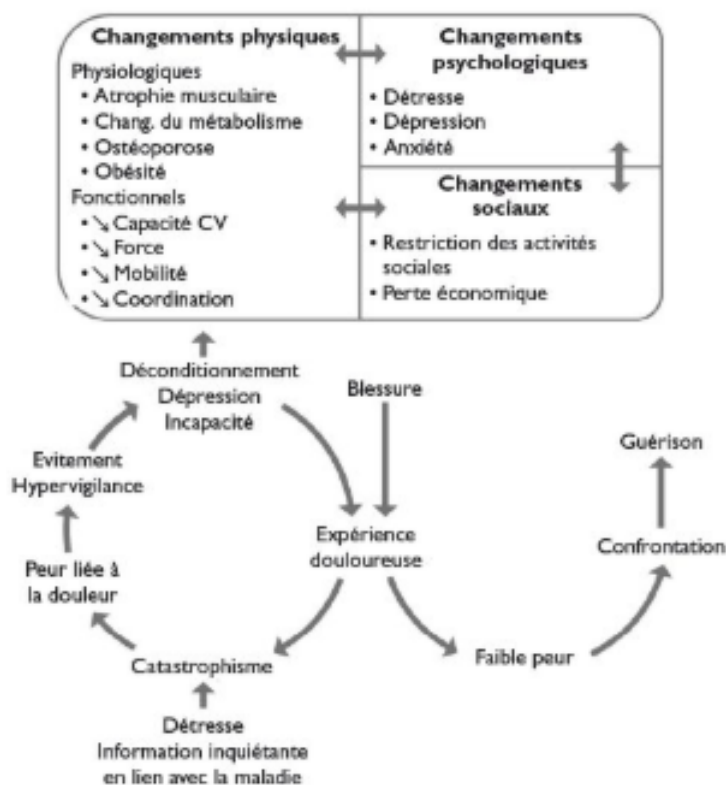 Changements physiques
Physiologiques
• Atrophie musculaire
• Chang. du métabolisme
• Ostéoporose
• Obésité
Fonctionnels
• ↘ Capacité CV
• ↘ Force
• ↘ Mobilité
• ↘ Coordination
Changements
psychologiques
• Détresse
• Dépression
• Anxiété
Changements
sociaux
• Restriction des activités
sociales
• Perte économique
Déconditionnement
Dépression
Incapacité
Blessure
Guérison
Evitement
Hypervigilance
Expérience
douloureuse
Confrontation
Peur liée à
la douleur
Catastrophisme
Faible peur
Détresse
Information inquiétante
en lien avec la maladie